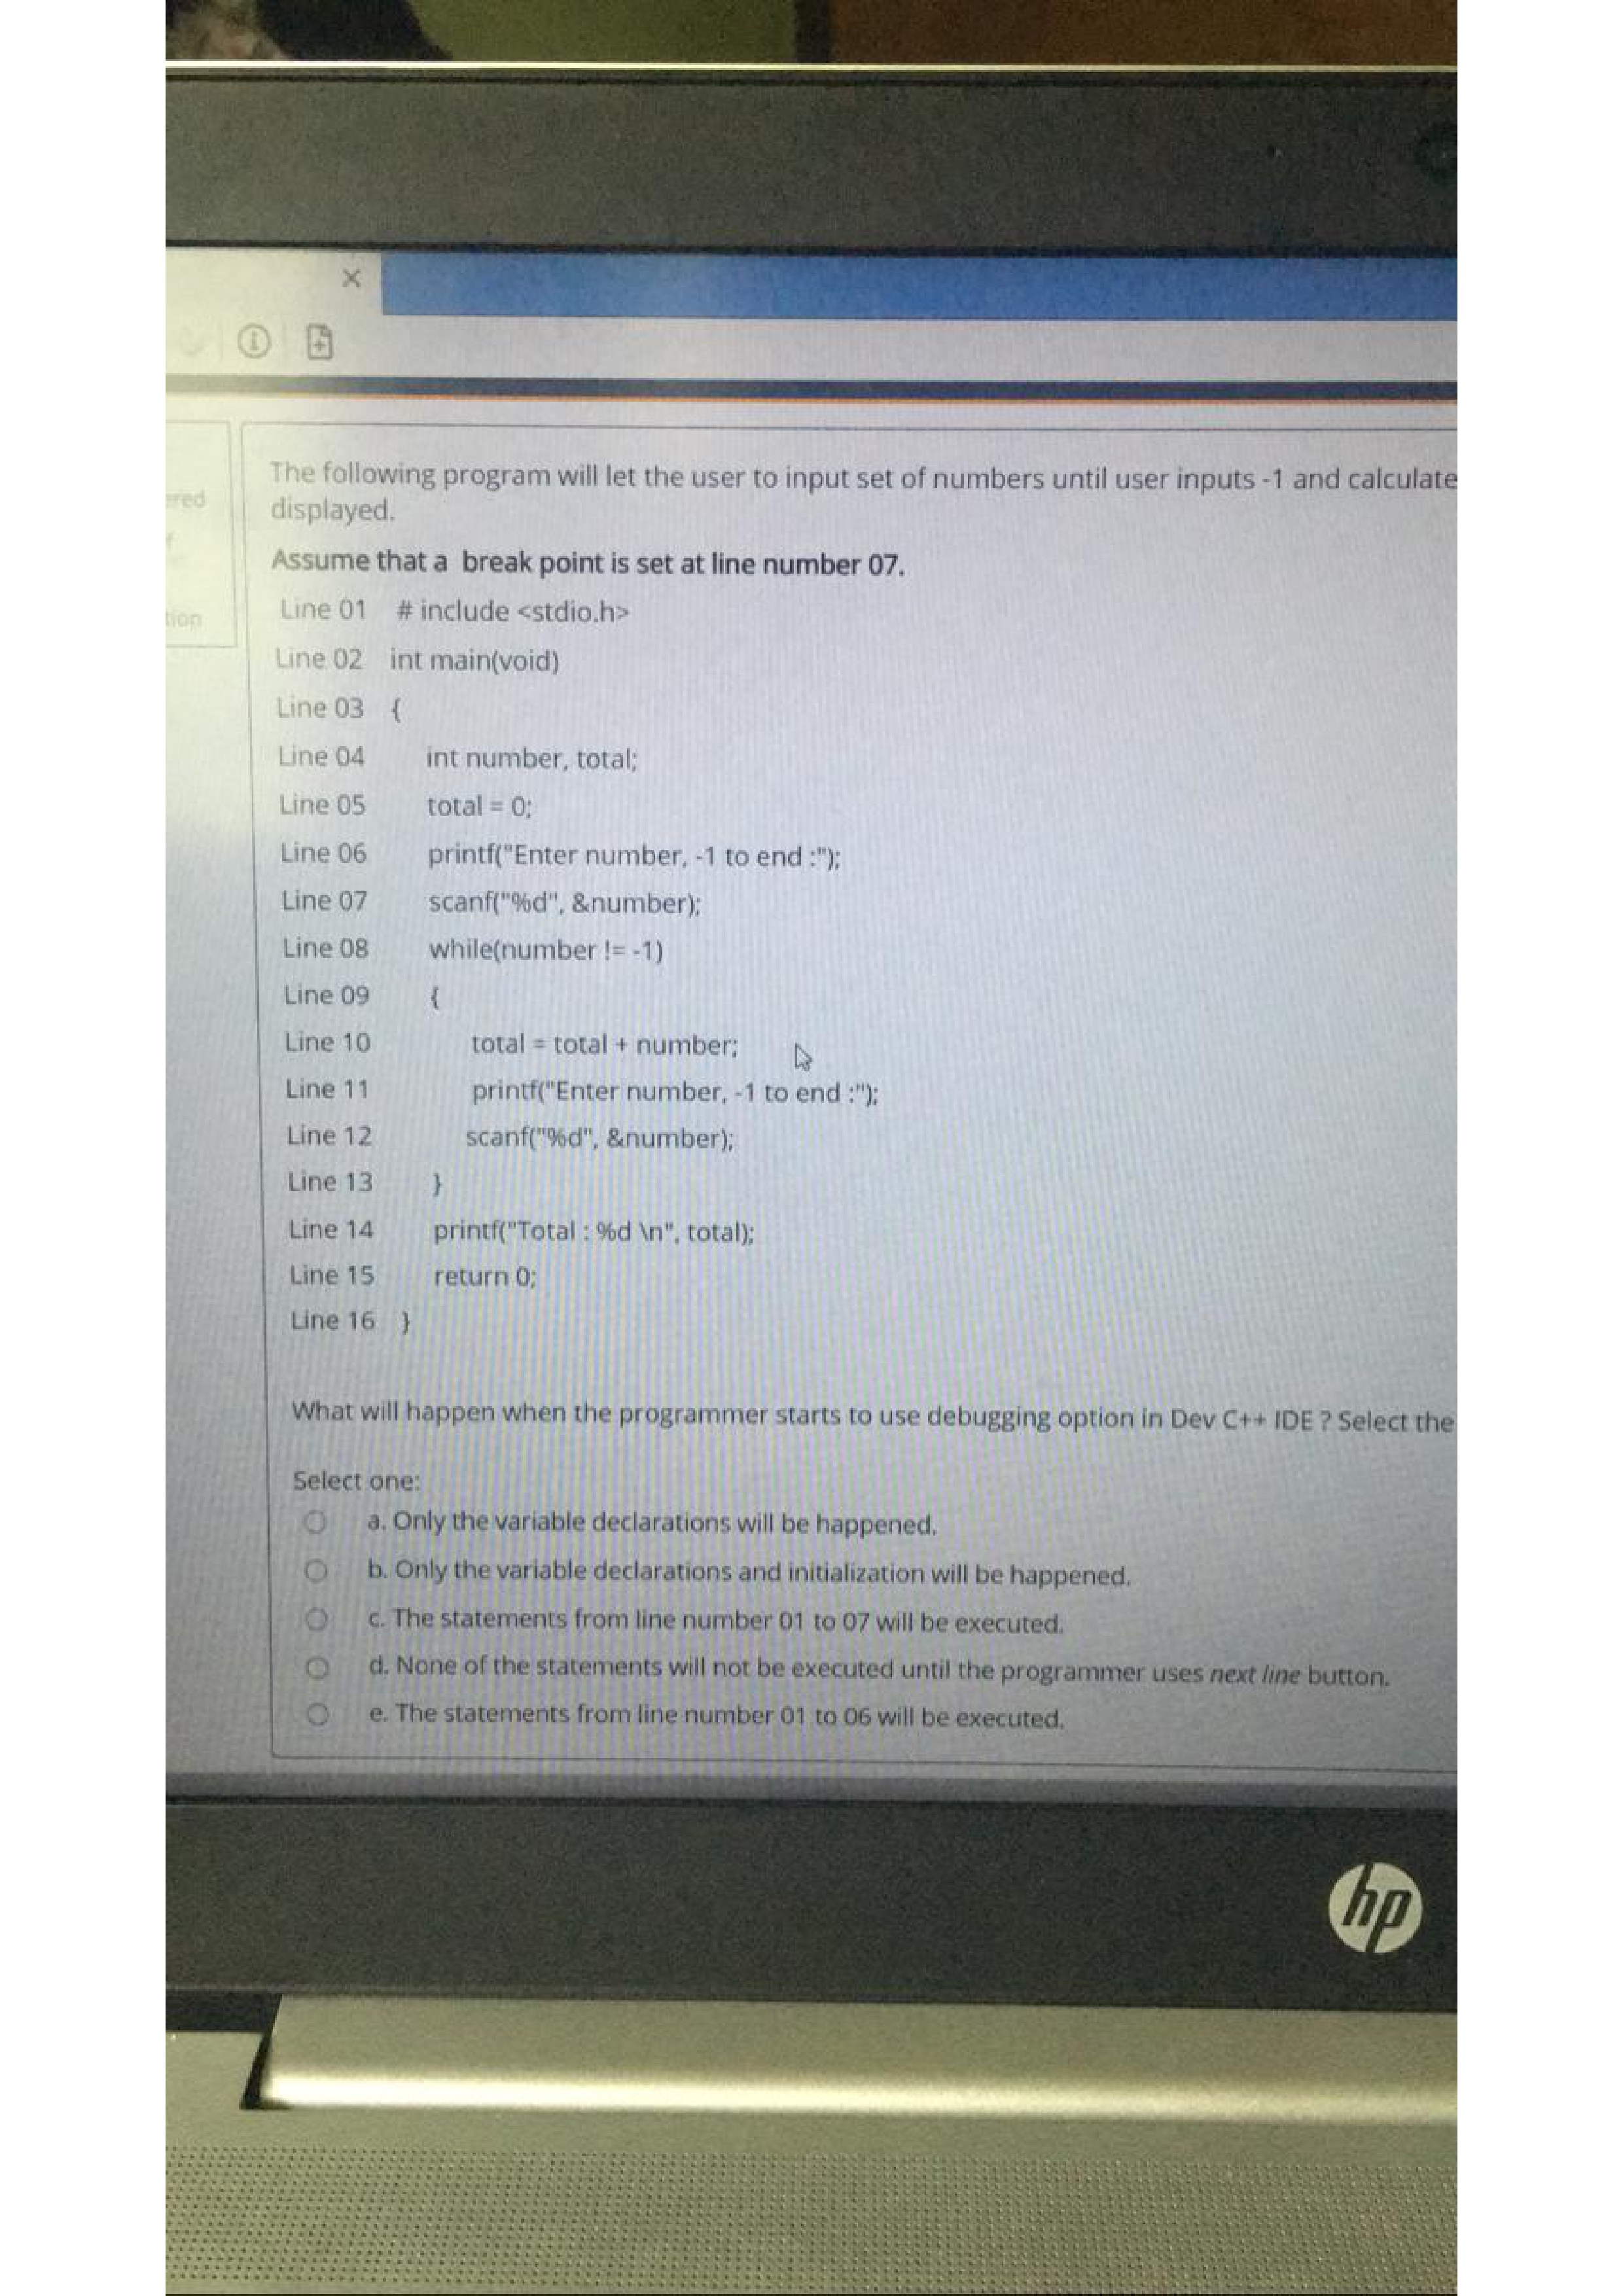 The following program will let the user to input set of numbers until user inputs -1 and calculate
ered
displayed.
Assume that a break point is set at line number 07.
tion
Line 01 # include <stdio.h>
Line 02 int main(void)
Line 03 {
Line 04 int number, total;
Line 05 total = 0;
Line 06 printf("Enter number, -1 to end :");
Line 07 scanf("%d", &number);
Line 08 while(number != -1)
Line 09 {
Line 10 total = total + number;
Line 11 printf("Enter number, -1 to end :");
Line 12 scanf("%d", &number);
Line 13 }
Line 14 printf("Total : %d \n", total);
Line 15 return 0;
Line 16 }
What will happen when the programmer starts to use debugging option in Dev C++ IDE ? Select the
Select one:
a. Only the variable declarations will be happened.
b. Only the variable declarations and initialization will be happened.
c. The statements from line number 01 to 07 will be executed.
d. None of the statements will not be executed until the programmer uses next line button.
e. The statements from line number 01 to 06 will be executed.
hp